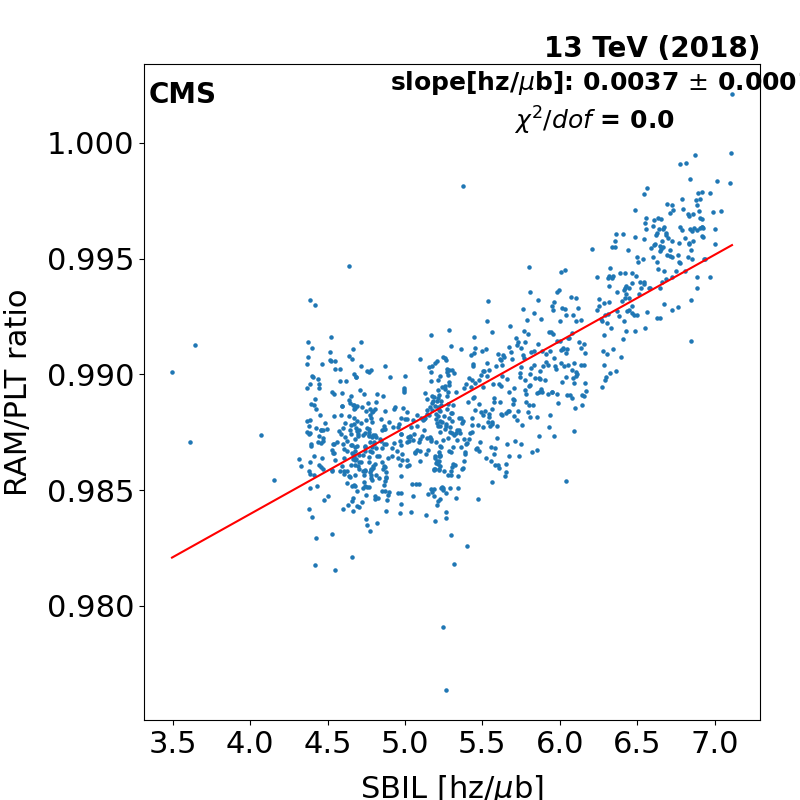 13 TeV (2018)
CMS
slope[hz/μb]: 0.0037 ± 0.000
χ²/dof = 0.0
1.000
0.995
0.990
0.985
0.980
RAM/PLT ratio
3.5 4.0 4.5 5.0 5.5 6.0 6.5 7.0
SBIL [hz/μb]